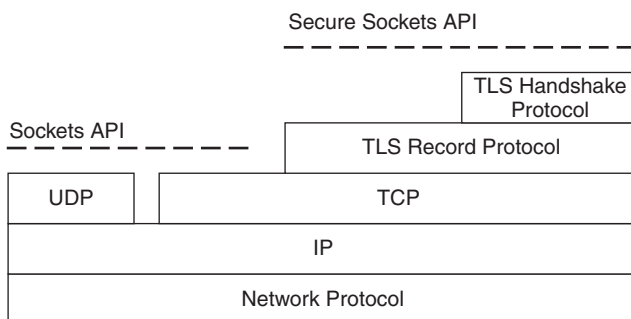 Secure Sockets API
TLS Handshake
Protocol
Sockets API
TLS Record Protocol
UDP
TCP
IP
Network Protocol